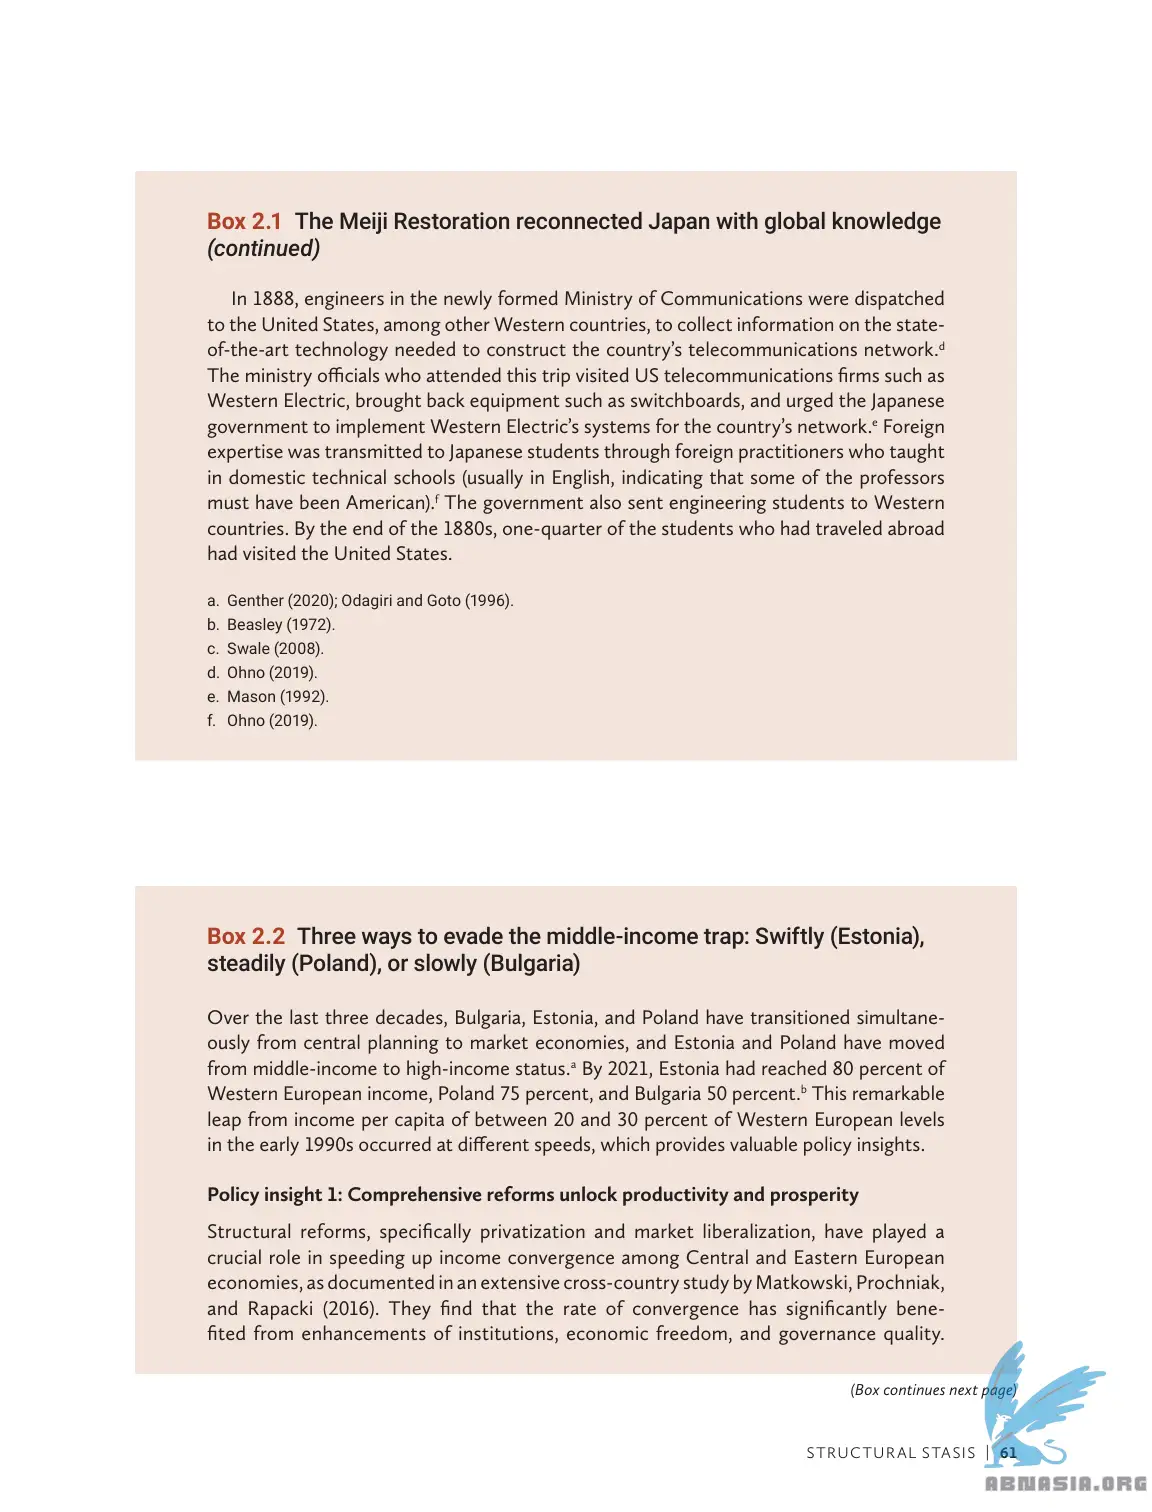 Box 2.1 The Meiji Restoration reconnected Japan with global knowledge
(continued)
In 1888, engineers in the newly formed Ministry of Communications were dispatched
to the United States, among other Western countries, to collect information on the state-
of-the-art technology needed to construct the country’s telecommunications network.d
The ministry officials who attended this trip visited US telecommunications firms such as
Western Electric, brought back equipment such as switchboards, and urged the Japanese
government to implement Western Electric’s systems for the country’s network.e Foreign
expertise was transmitted to Japanese students through foreign practitioners who taught
in domestic technical schools (usually in English, indicating that some of the professors
must have been American).f The government also sent engineering students to Western
countries. By the end of the 1880s, one-quarter of the students who had traveled abroad
had visited the United States.
a. Genther (2020); Odagiri and Goto (1996).
b. Beasley (1972).
c. Swale (2008).
d. Ohno (2019).
e. Mason (1992).
f. Ohno (2019).
Box 2.2 Three ways to evade the middle-income trap: Swiftly (Estonia),
steadily (Poland), or slowly (Bulgaria)
Over the last three decades, Bulgaria, Estonia, and Poland have transitioned simultane-
ously from central planning to market economies, and Estonia and Poland have moved
from middle-income to high-income status.a By 2021, Estonia had reached 80 percent of
Western European income, Poland 75 percent, and Bulgaria 50 percent.b This remarkable
leap from income per capita of between 20 and 30 percent of Western European levels
in the early 1990s occurred at different speeds, which provides valuable policy insights.
Policy insight 1: Comprehensive reforms unlock productivity and prosperity
Structural reforms, specifically privatization and market liberalization, have played a
crucial role in speeding up income convergence among Central and Eastern European
economies, as documented in an extensive cross-country study by Matkowski, Prochniak,
and Rapacki (2016). They find that the rate of convergence has significantly bene-
fited from enhancements of institutions, economic freedom, and governance quality.
(Box continues next page)
STRUCTURAL STASIS | 61
ABNASIA.ORG